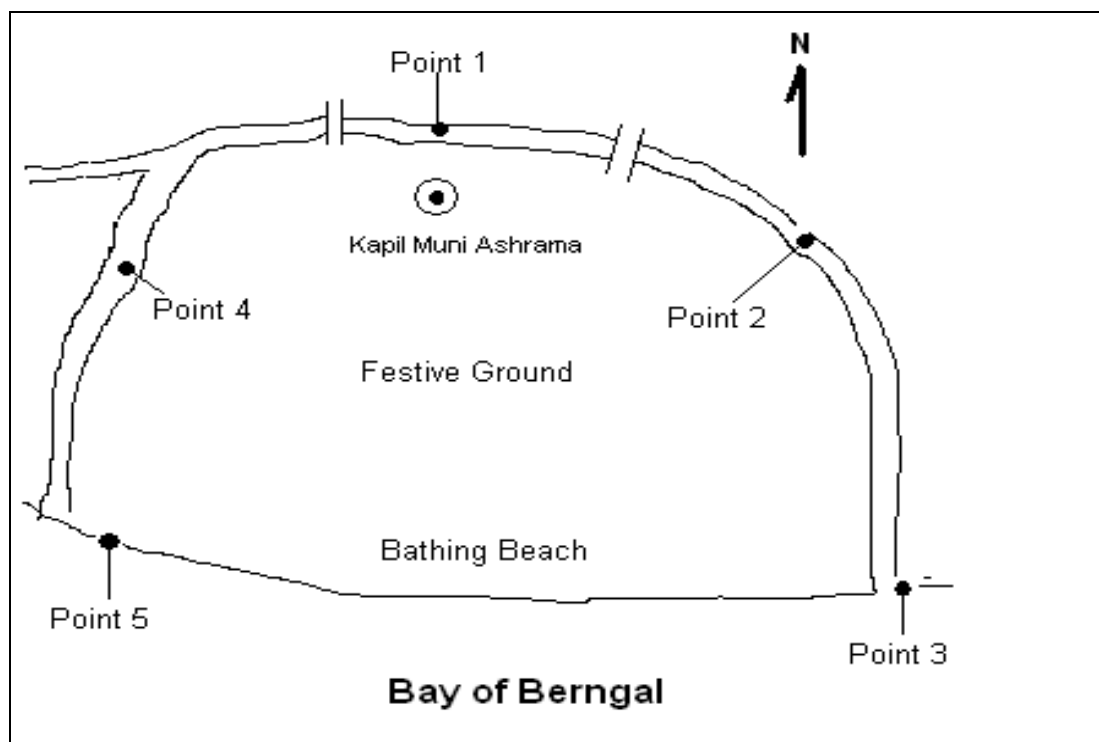 N
Point 1
Kapil Muni Ashrama
Point 4
Point 2
Festive Ground
Bathing Beach
Point 5
Point 3
Bay of Berngal